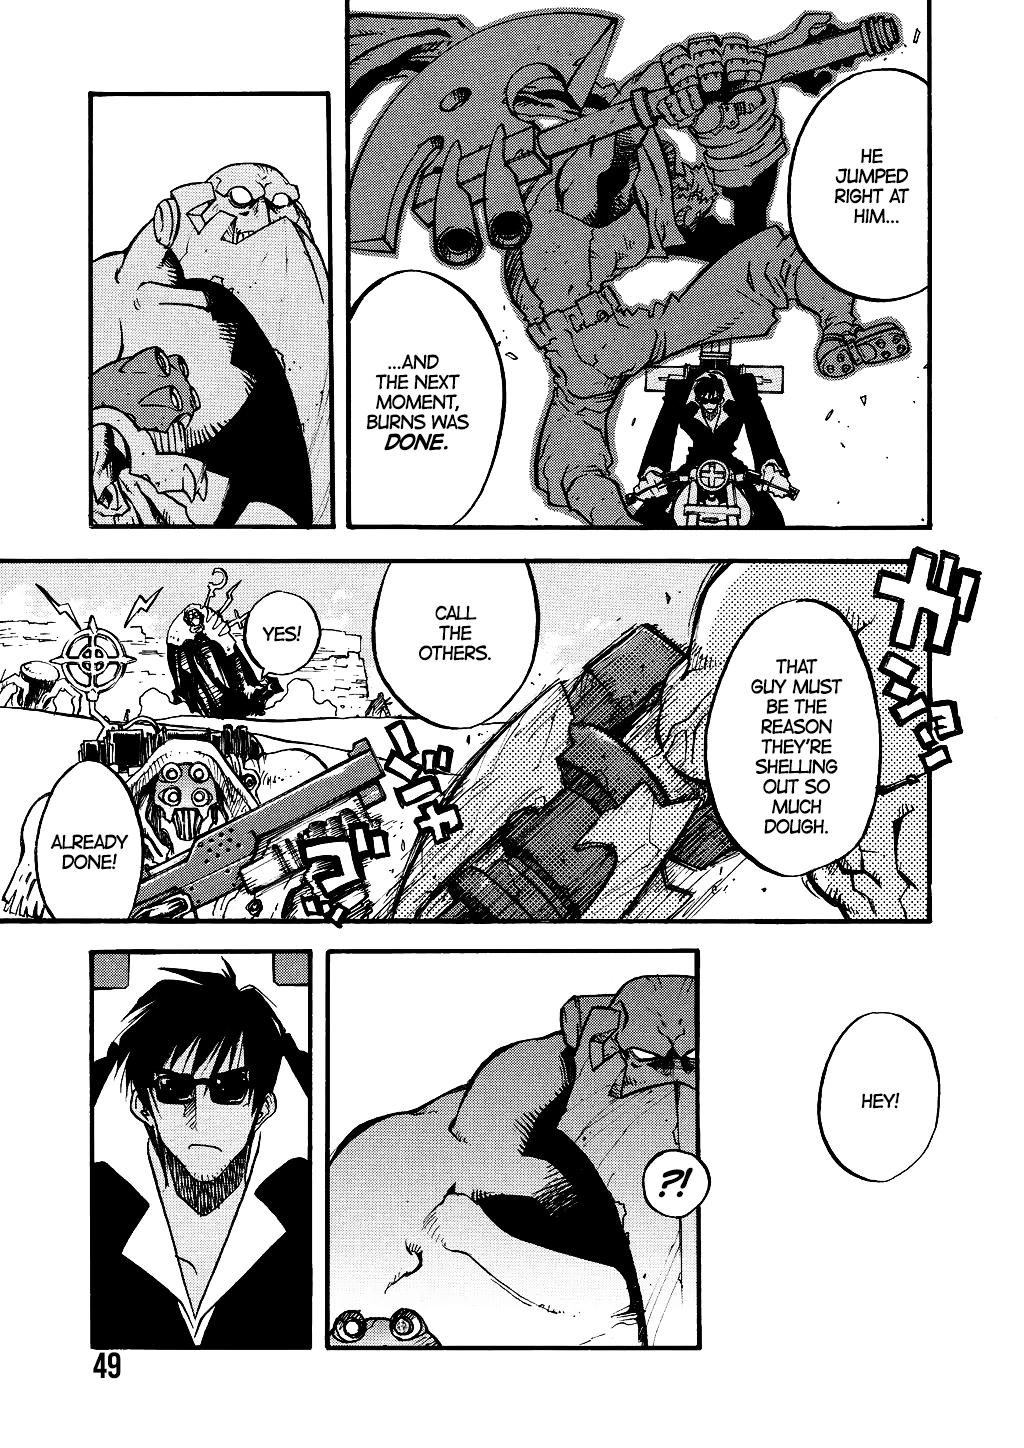 HE
JUMPED
RIGHT AT
HIM...
...AND
THE NEXT
MOMENT,
BURNS WAS
DONE.
THAT
GUY MUST
BE THE
REASON
THEY'RE
SHELLING
OUT SO
MUCH
DOUGH.
CALL
THE
OTHERS.
YES!
ALREADY
DONE!
HEY!
?!
49